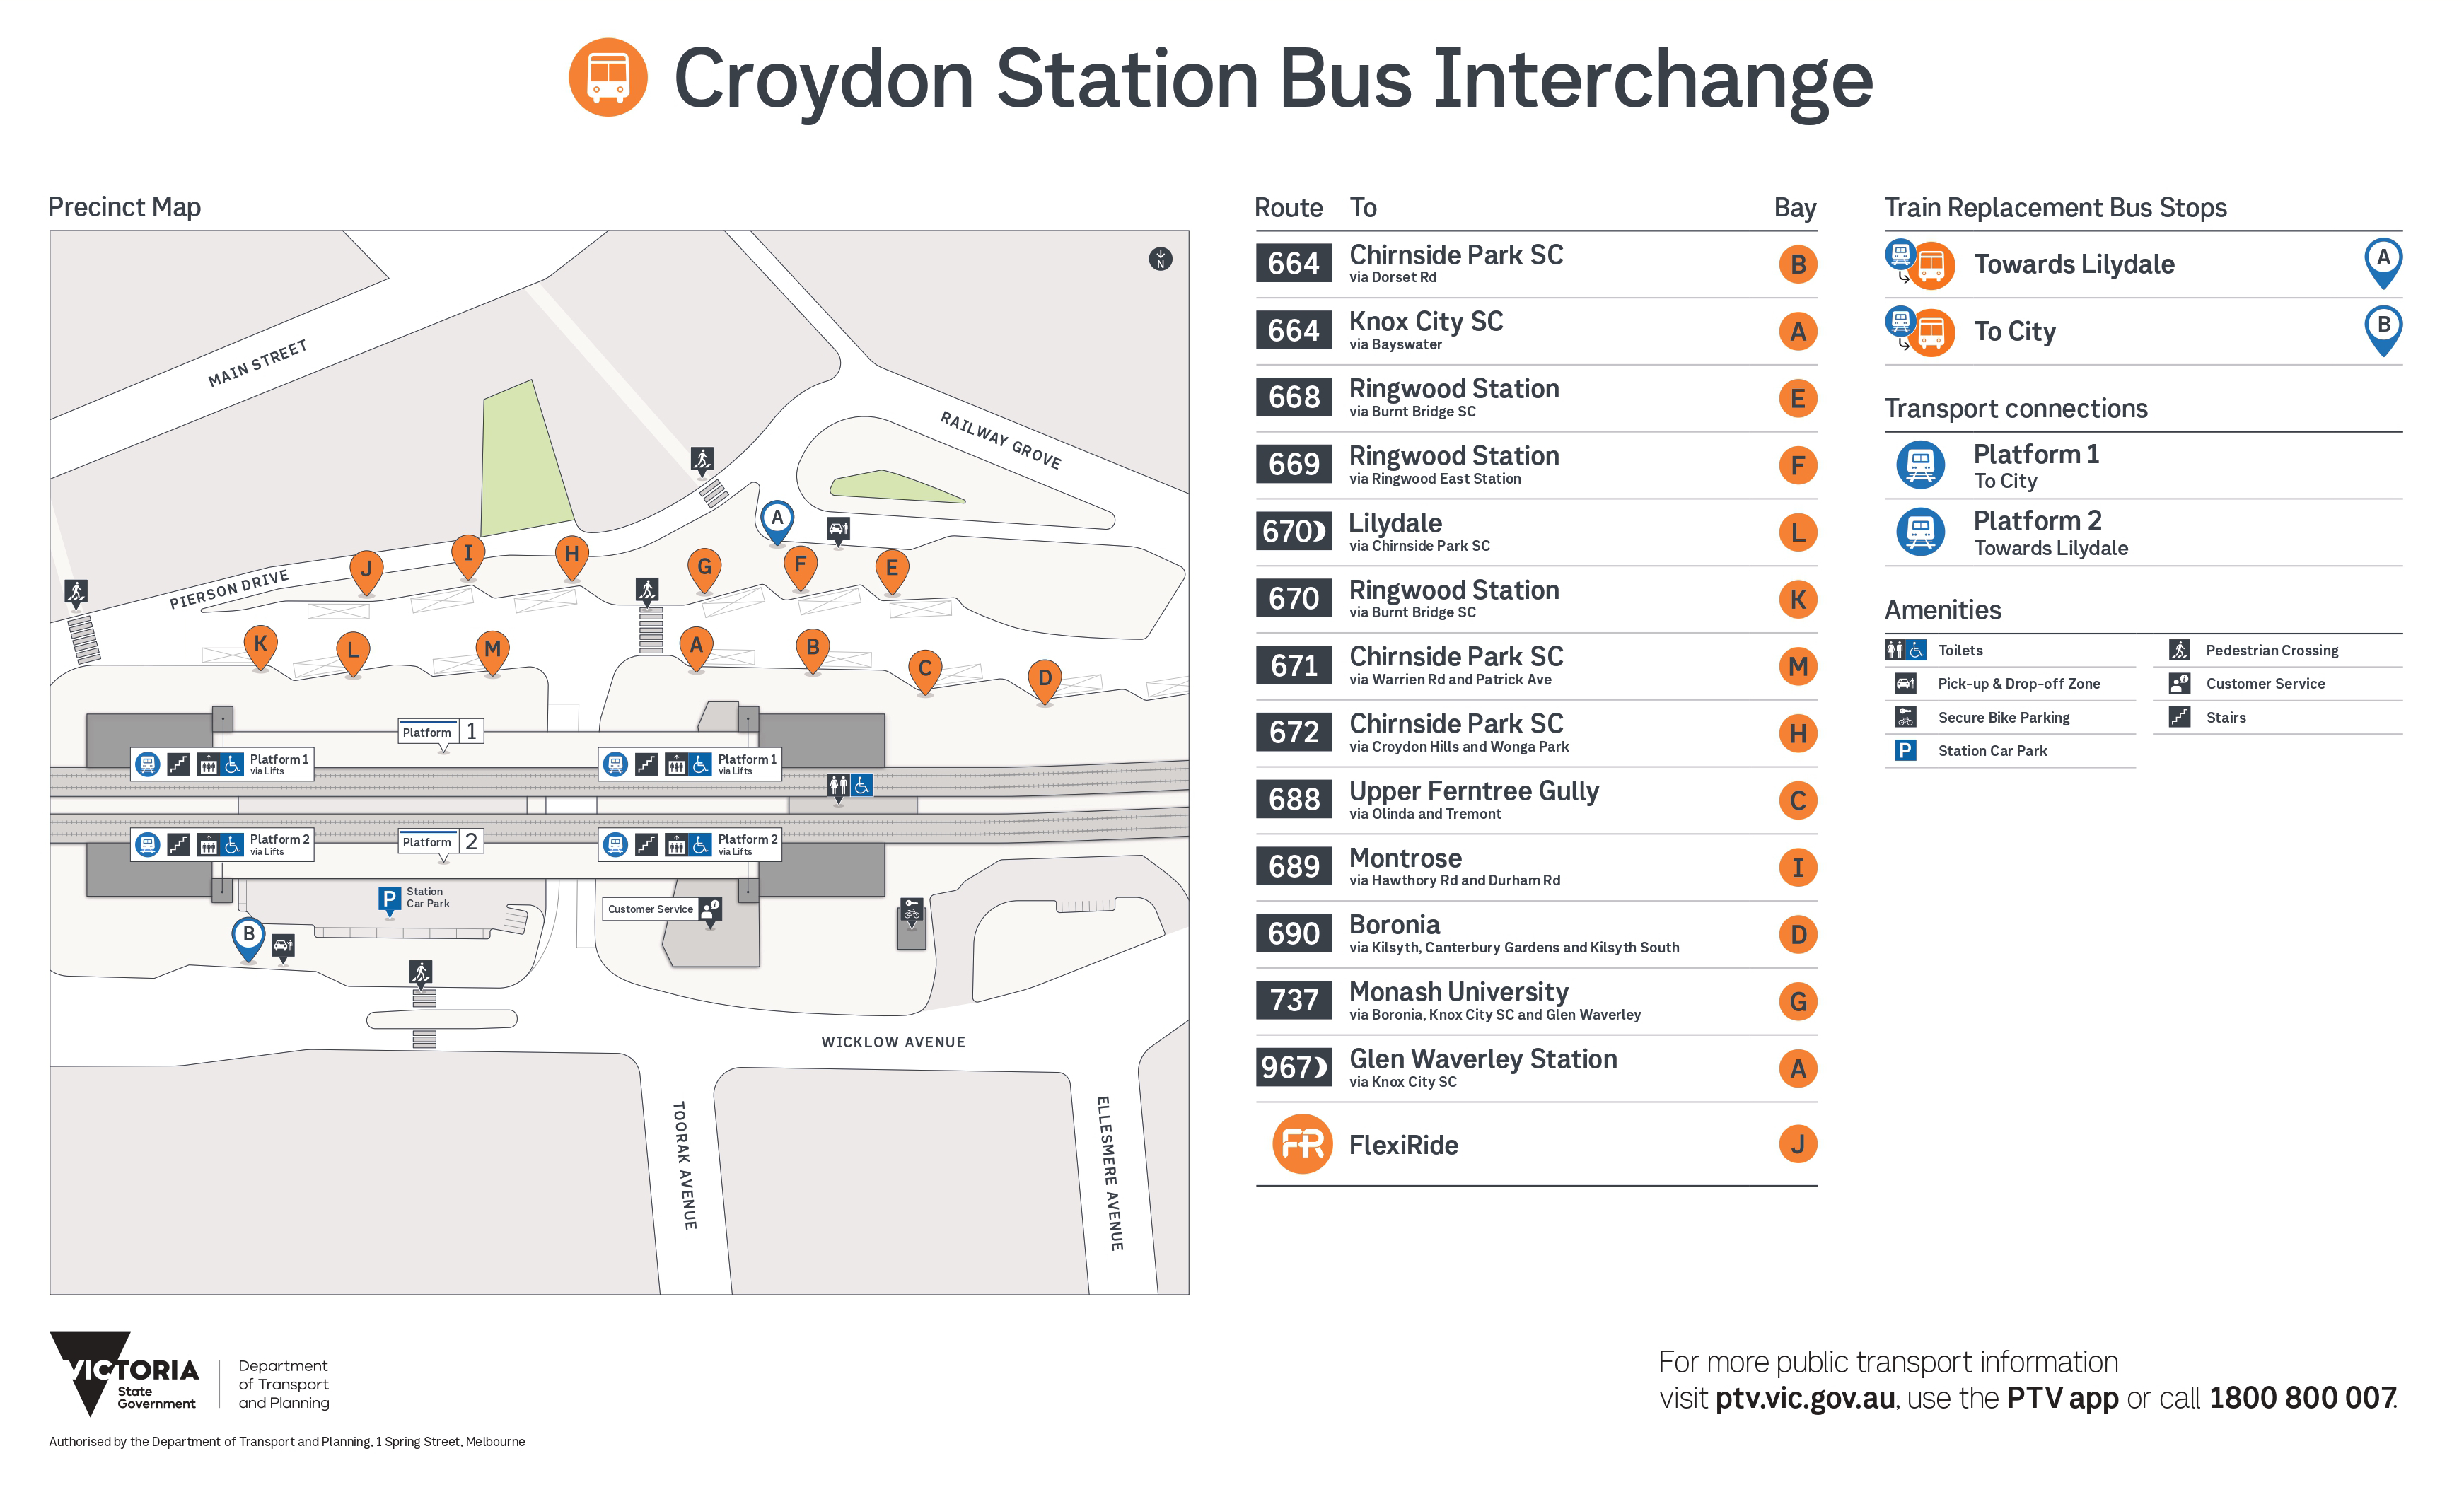 Croydon Station Bus Interchange
Precinct Map
N
MAIN STREET
RAILWAY GROVE
A
J
I
H
G
F
E
PIERSON DRIVE
K
L
M
A
B
C
D
Platform 1
Platform 1
via Lifts
Platform 1
via Lifts
Platform 2
via Lifts
Platform 2
Platform 2
via Lifts
P
Station
Car Park
Customer Service
B
WICKLOW AVENUE
TOORAK AVENUE
ELLESMERE AVENUE
Route To Bay
664 Chirnside Park SC B
via Dorset Rd
664 Knox City SC A
via Bayswater
668 Ringwood Station E
via Burnt Bridge SC
669 Ringwood Station F
via Ringwood East Station
670 Lilydale L
via Chirnside Park SC
670 Ringwood Station K
via Burnt Bridge SC
671 Chirnside Park SC M
via Warrien Rd and Patrick Ave
672 Chirnside Park SC H
via Croydon Hills and Wonga Park
688 Upper Ferntree Gully C
via Olinda and Tremont
689 Montrose I
via Hawthory Rd and Durham Rd
690 Boronia D
via Kilsyth, Canterbury Gardens and Kilsyth South
737 Monash University G
via Boronia, Knox City SC and Glen Waverley
967 Glen Waverley Station A
via Knox City SC
FR FlexiRide J
Train Replacement Bus Stops
Towards Lilydale A
To City B
Transport connections
Platform 1
To City
Platform 2
Towards Lilydale
Amenities
Toilets
Pick-up & Drop-off Zone
Secure Bike Parking
P Station Car Park
Pedestrian Crossing
Customer Service
Stairs
VICTORIA
State
Government
Department
of Transport
and Planning
Authorised by the Department of Transport and Planning, 1 Spring Street, Melbourne
For more public transport information
visit ptv.vic.gov.au, use the PTV app or call 1800 800 007.